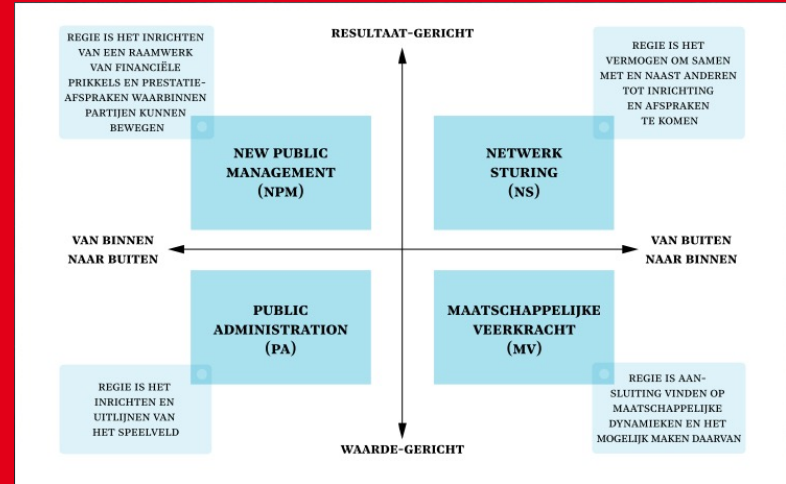 RESULTAAT-GERICHT
REGIE IS HET INRICHTEN
VAN EEN RAAMWERK
VAN FINANCIËLE
PRIKKELS EN PRESTATIE-
AFSPRAKEN WAARBINNEN
PARTIJEN KUNNEN
BEWEGEN
REGIE IS HET
VERMOGEN OM SAMEN
MET EN NAAST ANDEREN
TOT INRICHTING
EN AFSPRAKEN
TE KOMEN
NEW PUBLIC
MANAGEMENT
(NPM)
NETWERK
STURING
(NS)
VAN BINNEN
NAAR BUITEN
VAN BUITEN
NAAR BINNEN
PUBLIC
ADMINISTRATION
(PA)
MAATSCHAPPELIJKE
VEERKRACHT
(MV)
REGIE IS HET
INRICHTEN EN
UITLIJNEN VAN
HET SPEELVELD
REGIE IS AAN-
SLUITING VINDEN OP
MAATSCHAPPELIJKE
DYNAMIEKEN EN HET
MOGELIJK MAKEN DAARVAN
WAARDE-GERICHT